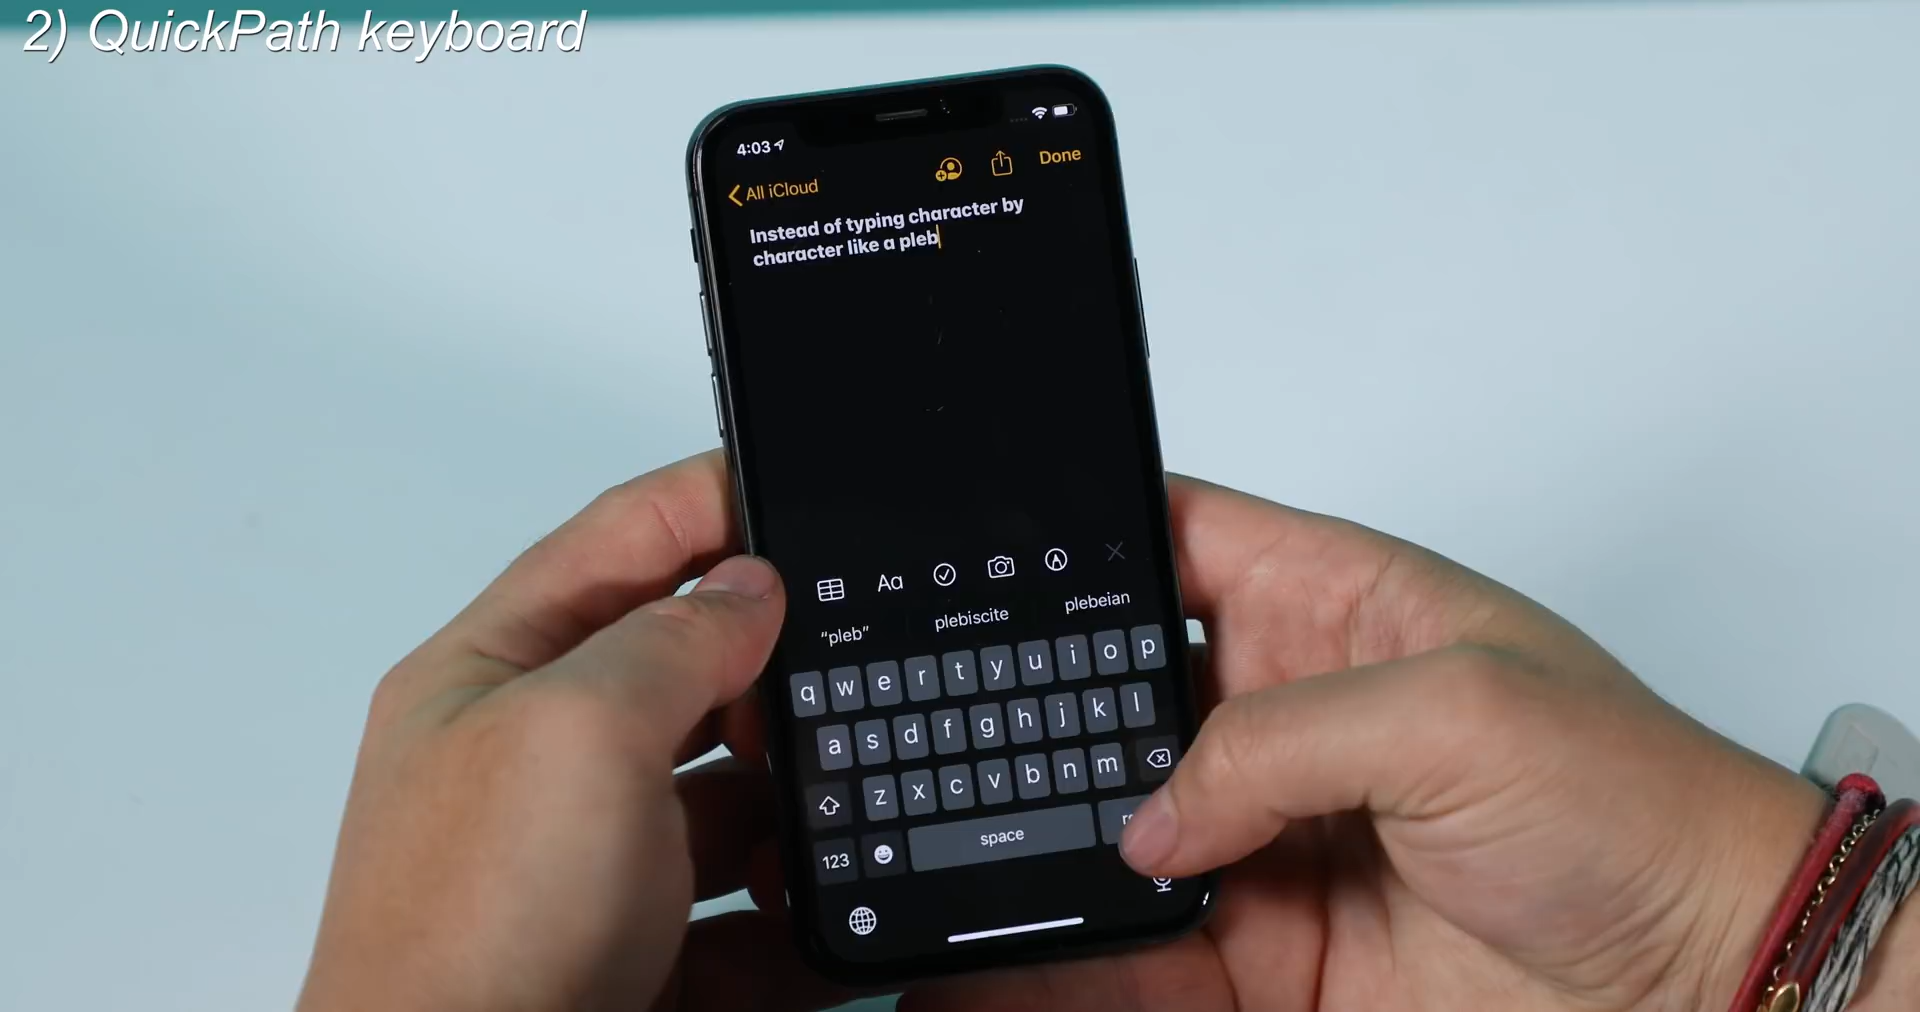 2) QuickPath keyboard
4:03
All iCloud
Done
Instead of typing character by
character like a pleb
Aa
“pleb” plebiscite plebeian
q w e r t y u i o p
a s d f g h j k l
z x c v b n m
123 space